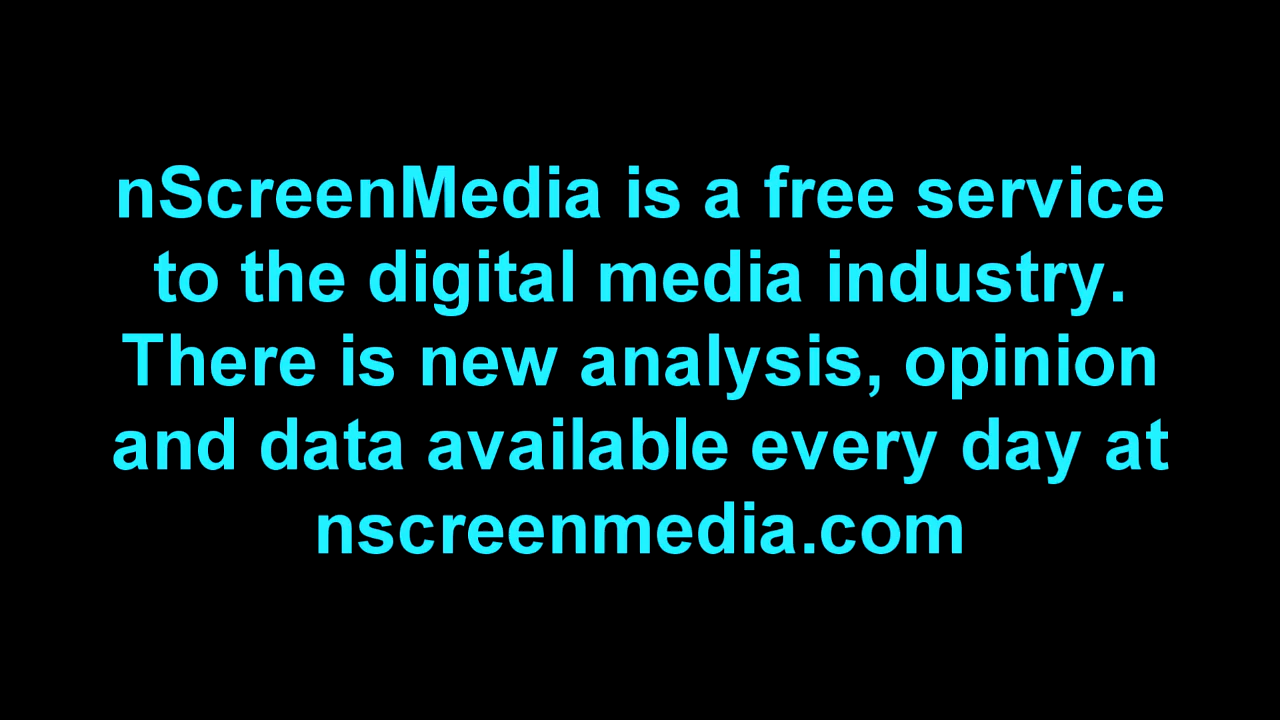 nScreenMedia is a free service
to the digital media industry.
There is new analysis, opinion
and data available every day at
nscreenmedia.com